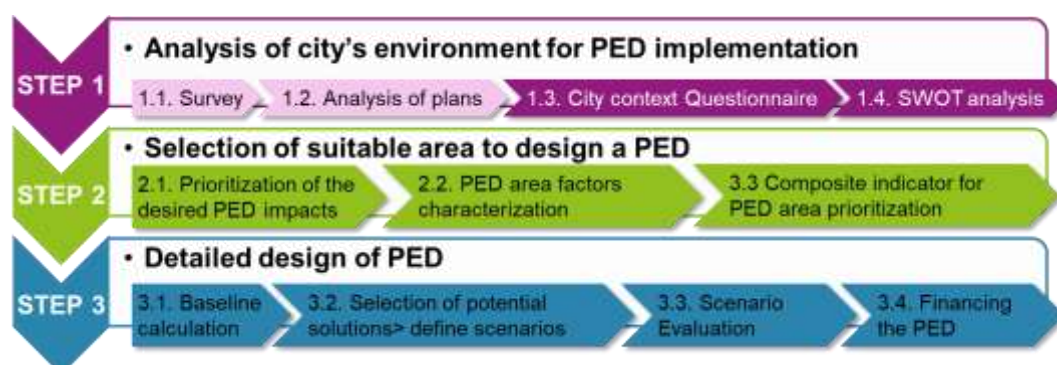 STEP 1
• Analysis of city's environment for PED implementation
1.1. Survey
1.2. Analysis of plans
1.3. City context Questionnaire
1.4. SWOT analysis
STEP 2
• Selection of suitable area to design a PED
2.1. Prioritization of the
desired PED impacts
2.2. PED area factors
characterization
3.3 Composite indicator for
PED area prioritization
STEP 3
• Detailed design of PED
3.1. Baseline
calculation
3.2. Selection of potential
solutions> define scenarios
3.3. Scenario
Evaluation
3.4. Financing
the PED